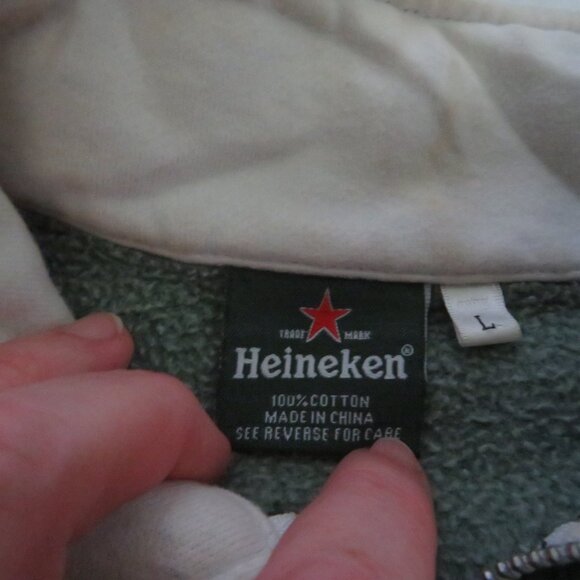 TRADE MARK
Heineken®
100% COTTON
MADE IN CHINA
SEE REVERSE FOR CARE
L